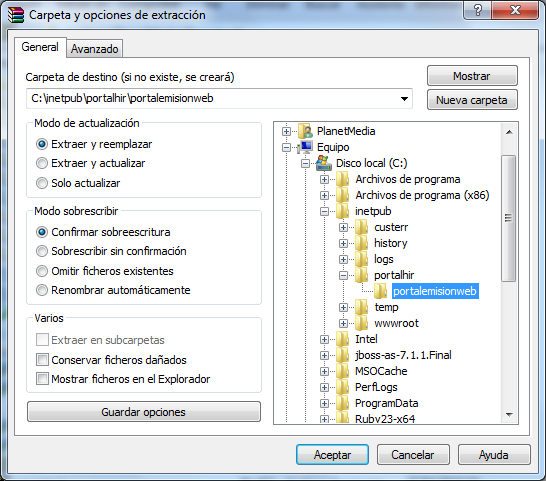 Carpeta y opciones de extracción
General
Avanzado
Carpeta de destino (si no existe, se creará)
Mostrar
C:\inetpub\portalhir\portalemisionweb
Nueva carpeta
Modo de actualización
Extraer y reemplazar
Extraer y actualizar
Solo actualizar
Modo sobrescribir
Confirmar sobreescritura
Sobrescribir sin confirmación
Omitir ficheros existentes
Renombrar automáticamente
Varios
Extraer en subcarpetas
Conservar ficheros dañados
Mostrar ficheros en el Explorador
Guardar opciones
PlanetMedia
Equipo
Disco local (C:)
Archivos de programa
Archivos de programa (x86)
inetpub
custerr
history
logs
portalhir
portalemisionweb
temp
wwwroot
Intel
jboss-as-7.1.1.Final
MSOCache
PerfLogs
ProgramData
Ruby23-x64
Aceptar
Cancelar
Ayuda